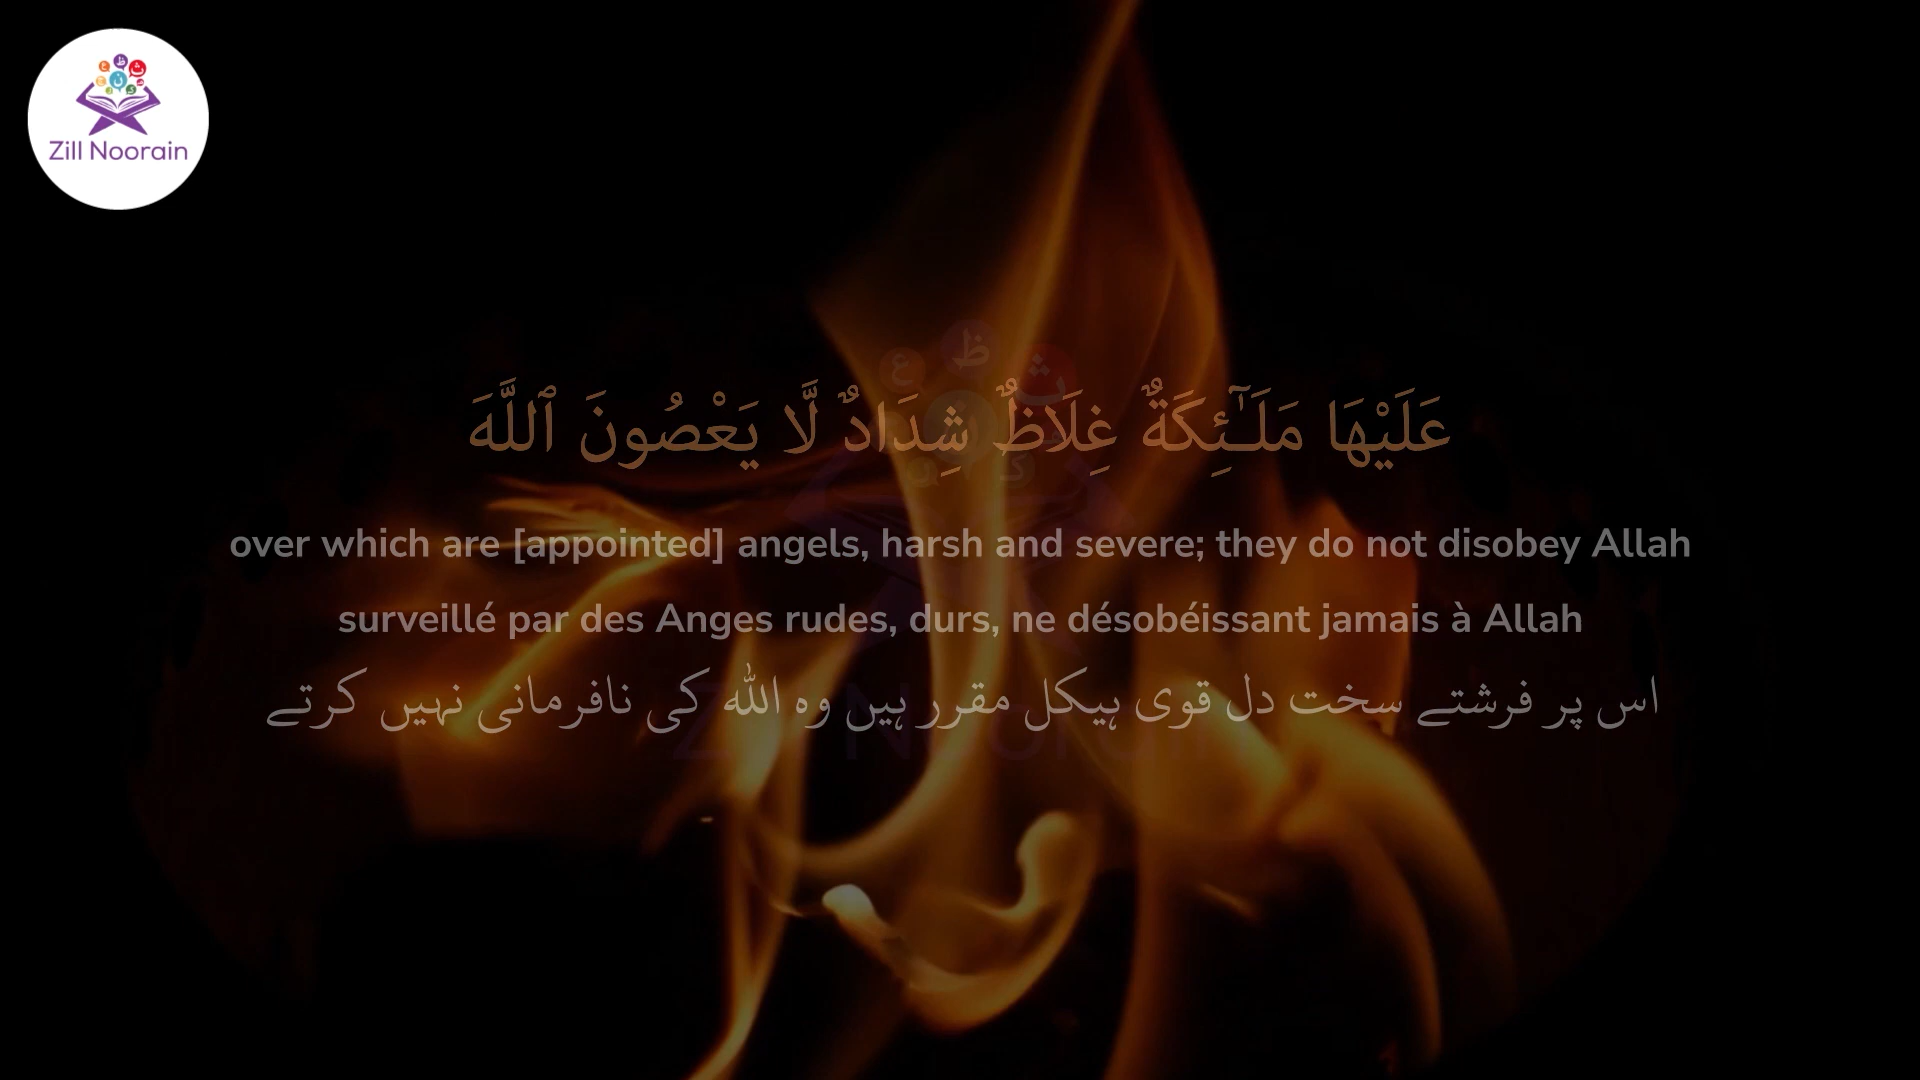 Zill Noorain
عَلَيْهَا مَلَـٰٓئِكَةٌ غِلَاظٌ شِدَادٌ لَّا يَعْصُونَ ٱللَّهَ
over which are [appointed] angels, harsh and severe; they do not disobey Allah
surveillé par des Anges rudes, durs, ne désobéissant jamais à Allah
اس پر فرشتے سخت دل قوی ہیکل مقرر ہیں وہ اللہ کی نافرمانی نہیں کرتے
Zill Noorain